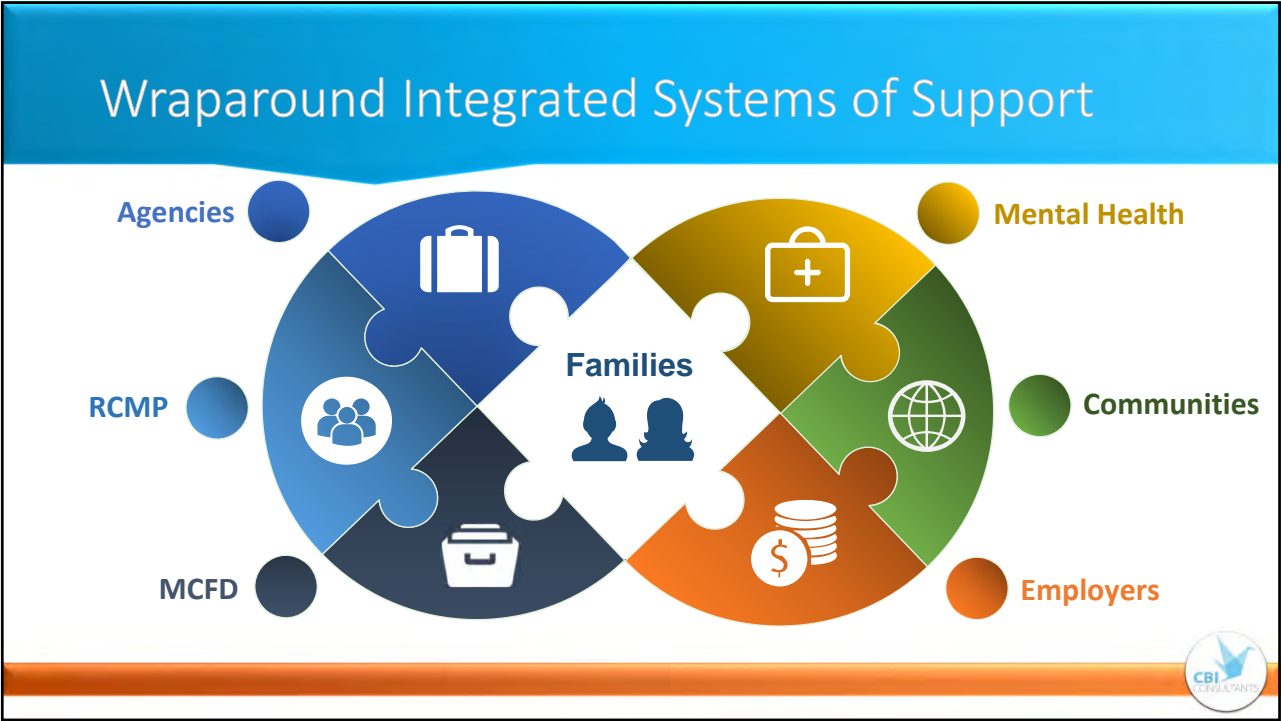 Wraparound Integrated Systems of Support
Agencies
Mental Health
Families
RCMP
Communities
$
MCFD
Employers
CBI
CONSULTANTS